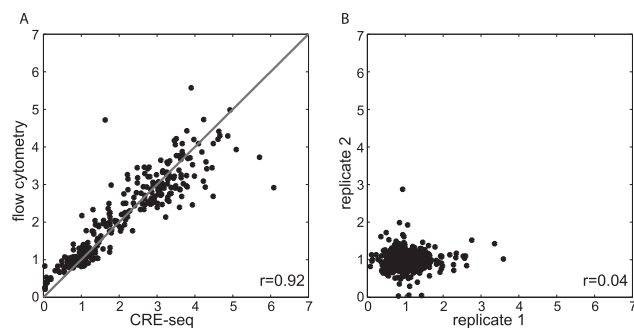 A
B
7
6
5
4
3
2
1
0
flow cytometry
0 1 2 3 4 5 6 7
CRE-seq
r=0.92
7
6
5
4
3
2
1
0
replicate 2
0 1 2 3 4 5 6 7
replicate 1
r=0.04